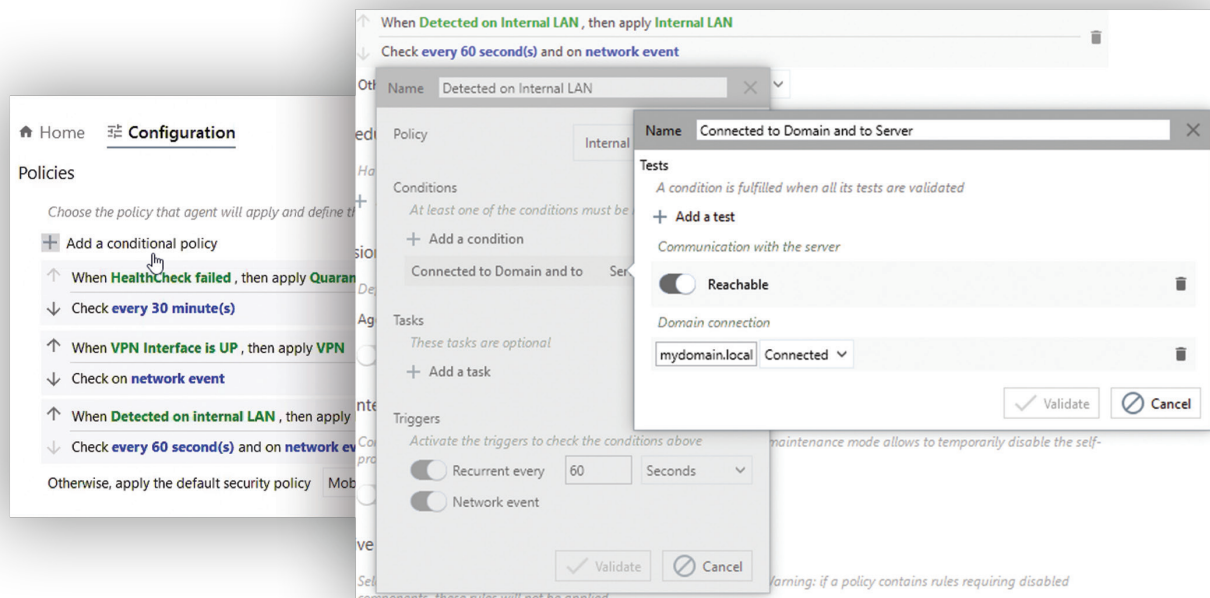 Home Configuration
Policies
Choose the policy that agent will apply and define
Add a conditional policy
When HealthCheck failed , then apply
Check every 30 minute(s)
When VPN Interface is UP , then apply VPN
Check on network event
When Detected on internal LAN , then apply
Check every 60 second(s) and on network
Otherwise, apply the default security policy
When Detected on Internal LAN , then apply Internal LAN
Check every 60 second(s) and on network event
Name Detected on Internal LAN
Policy Internal
Conditions
At least one of the conditions must be
Add a condition
Connected to Domain and to
Tasks
These tasks are optional
Add a task
Triggers
Activate the triggers to check the conditions above
Recurrent every 60 Seconds
Network event
Validate Cancel
Name Connected to Domain and to Server
Tests
A condition is fulfilled when all its tests are validated
Add a test
Communication with the server
Reachable
Domain connection
mydomain.local Connected
Validate Cancel
maintenance mode allows to temporarily disable the self-
Warning: if a policy contains rules requiring disabled